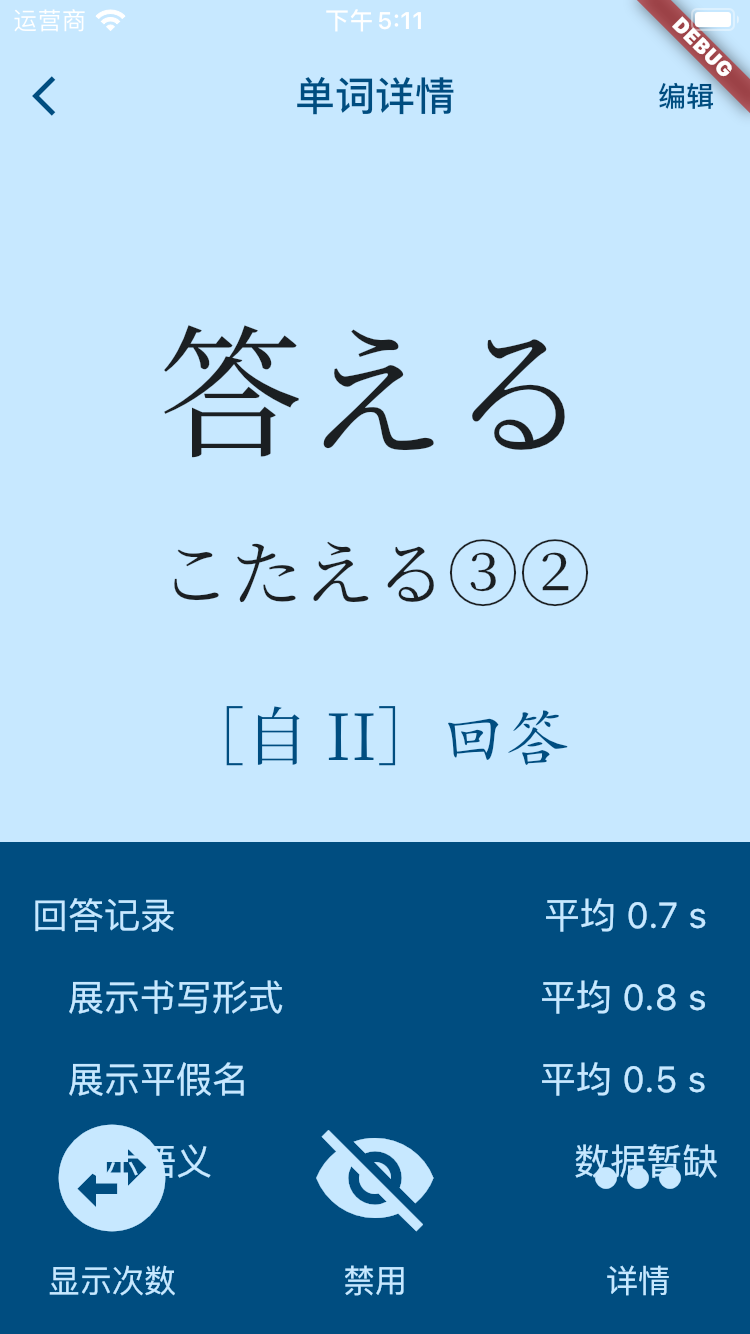 运营商 下午 5:11
DEBUG
单词详情 编辑
答える
こたえる③②
［自 II］ 回答
回答记录 平均 0.7 s
展示书写形式 平均 0.8 s
展示平假名 平均 0.5 s
示语义 数据暂缺
显示次数 禁用 详情